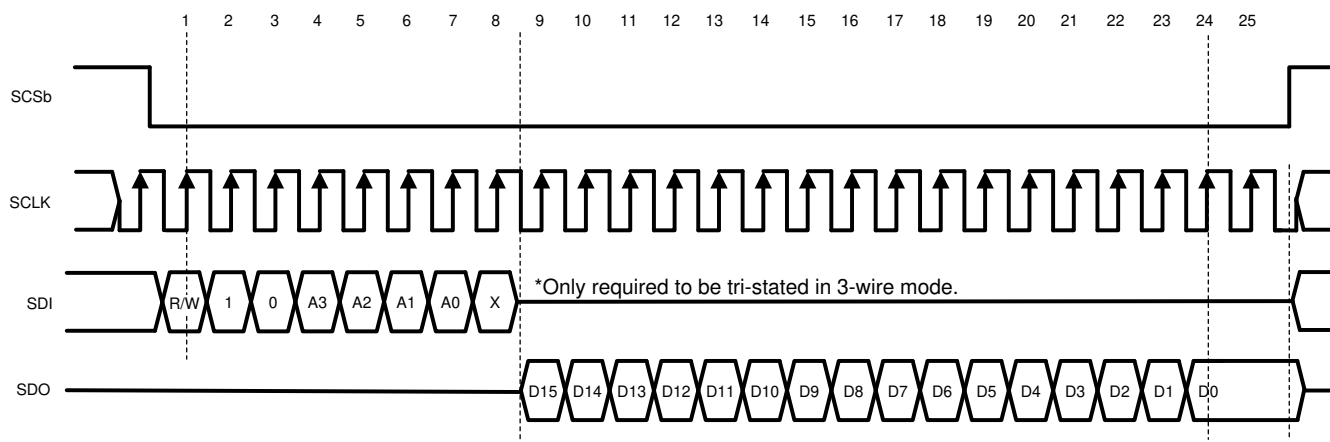 1 2 3 4 5 6 7 8 9 10 11 12 13 14 15 16 17 18 19 20 21 22 23 24 25
SCSb
SCLK
SDI R/W 1 0 A3 A2 A1 A0 X *Only required to be tri-stated in 3-wire mode.
SDO D15 D14 D13 D12 D11 D10 D9 D8 D7 D6 D5 D4 D3 D2 D1 D0